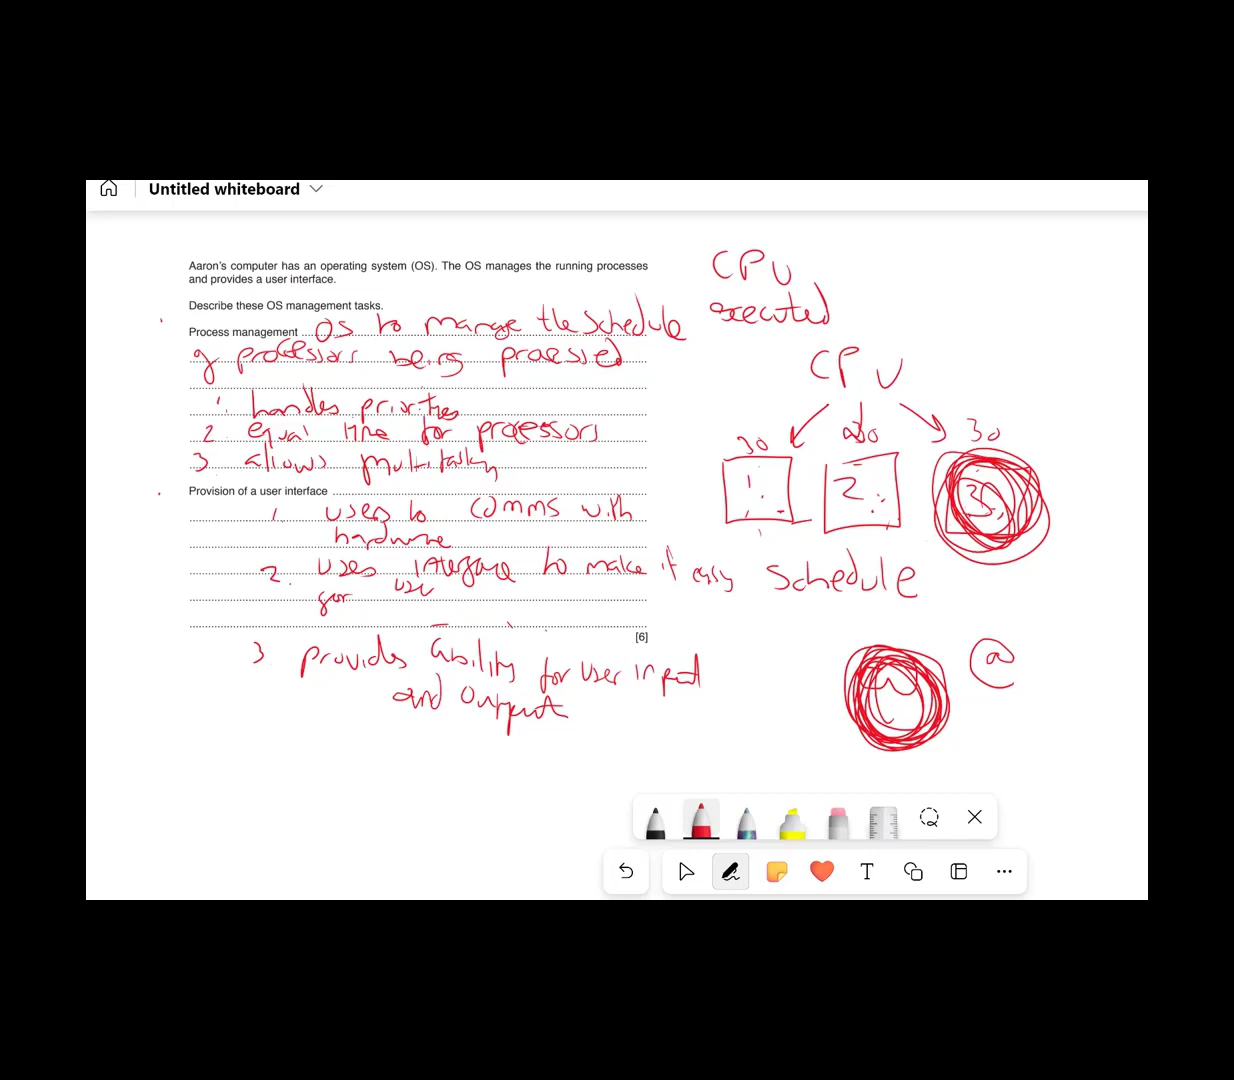 Untitled whiteboard
Aaron's computer has an operating system (OS). The OS manages the running processes
and provides a user interface.
Describe these OS management tasks.
Process management OS to manage the schedule
of processors being processed
1. handles priorities
2. equal time for processors
3 allows multitasking
Provision of a user interface
1. users to comms with
hardware
2. uses interface to make it easy
for use
[6]
3 provides ability for user input
and output
CPU
executed
CPU
30 30 30
1. 2. 3.
Schedule
a
T